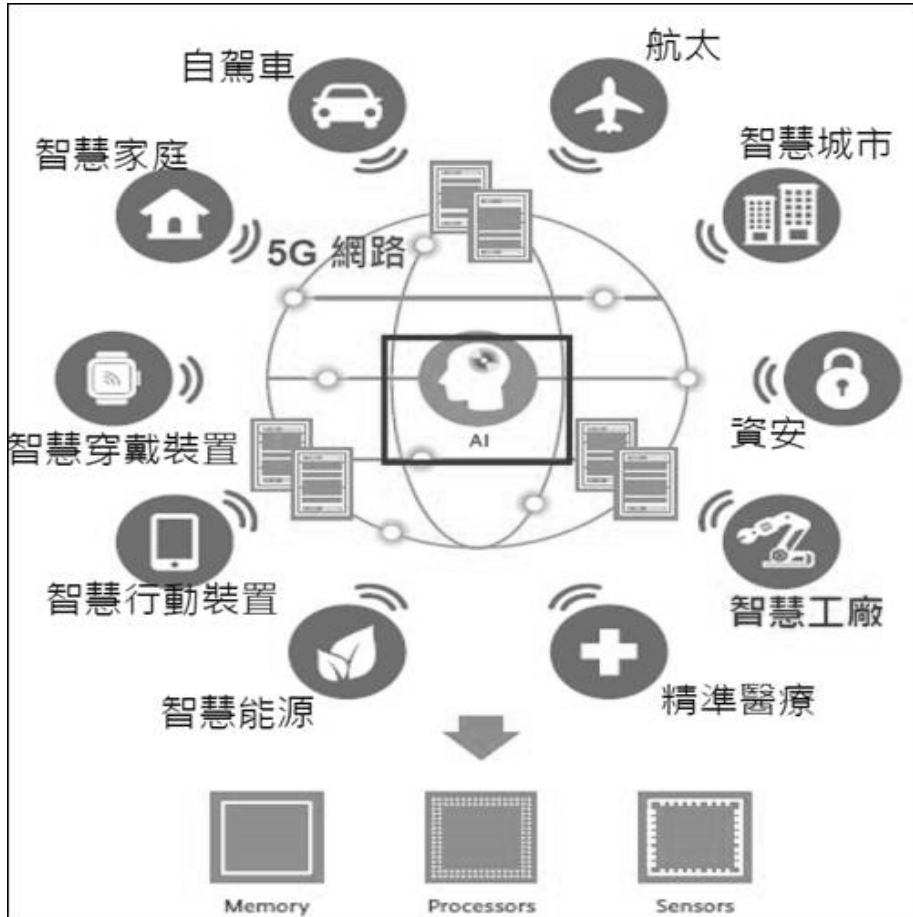 自駕車
航太
智慧家庭
智慧城市
5G 網路
AI
智慧穿戴裝置
資安
智慧行動裝置
智慧工廠
智慧能源
精準醫療
Memory
Processors
Sensors